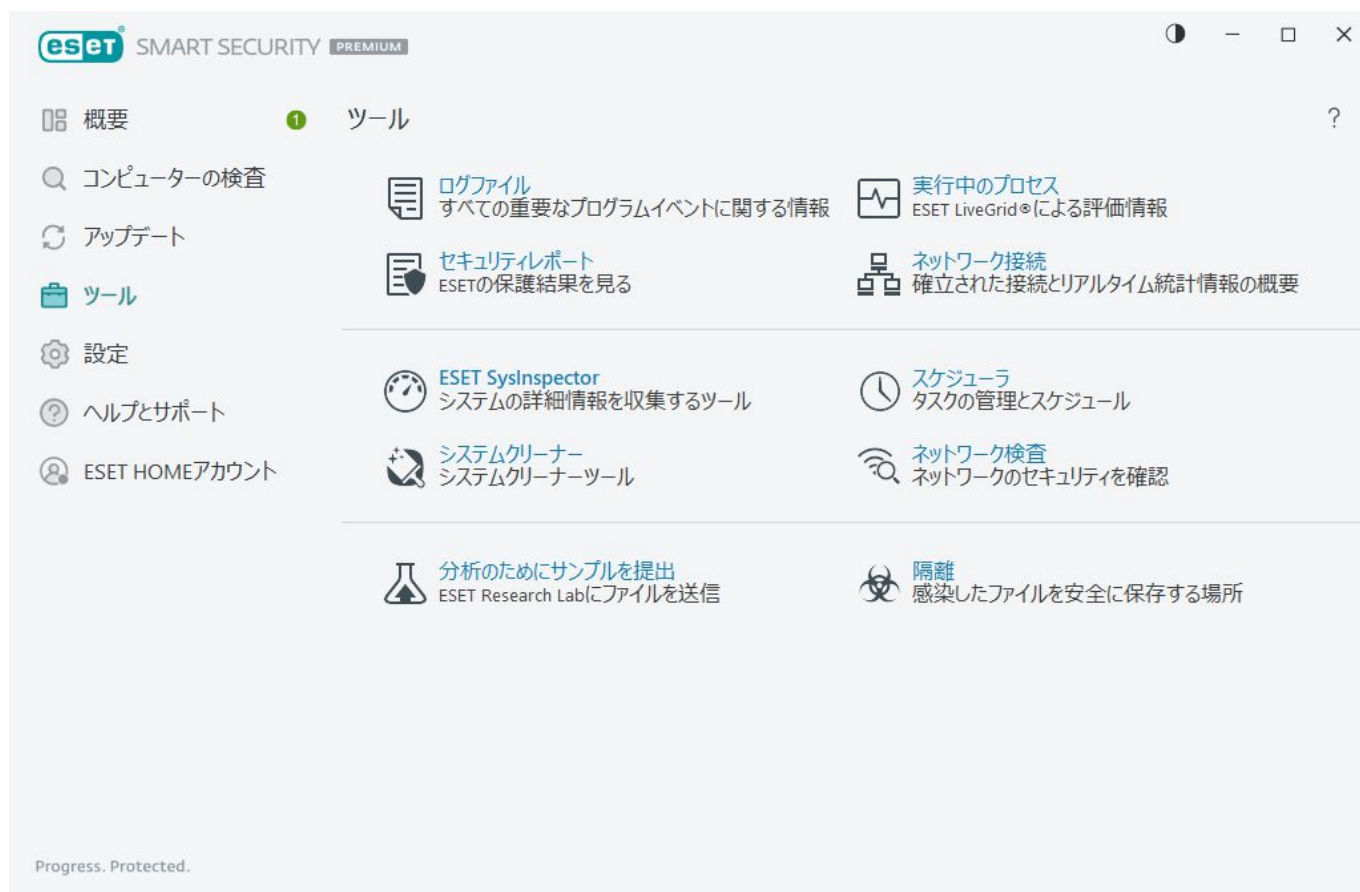 eset® SMART SECURITY PREMIUM
概要 1
コンピューターの検査
アップデート
ツール
設定
ヘルプとサポート
ESET HOMEアカウント
ツール ?
ログファイル
すべての重要なプログラムイベントに関する情報
実行中のプロセス
ESET LiveGrid®による評価情報
セキュリティレポート
ESETの保護結果を見る
ネットワーク接続
確立された接続とリアルタイム統計情報の概要
ESET SysInspector
システムの詳細情報を収集するツール
スケジューラ
タスクの管理とスケジュール
システムクリーナー
システムクリーナーツール
ネットワーク検査
ネットワークのセキュリティを確認
分析のためにサンプルを提出
ESET Research Labにファイルを送信
隔離
感染したファイルを安全に保存する場所
Progress. Protected.